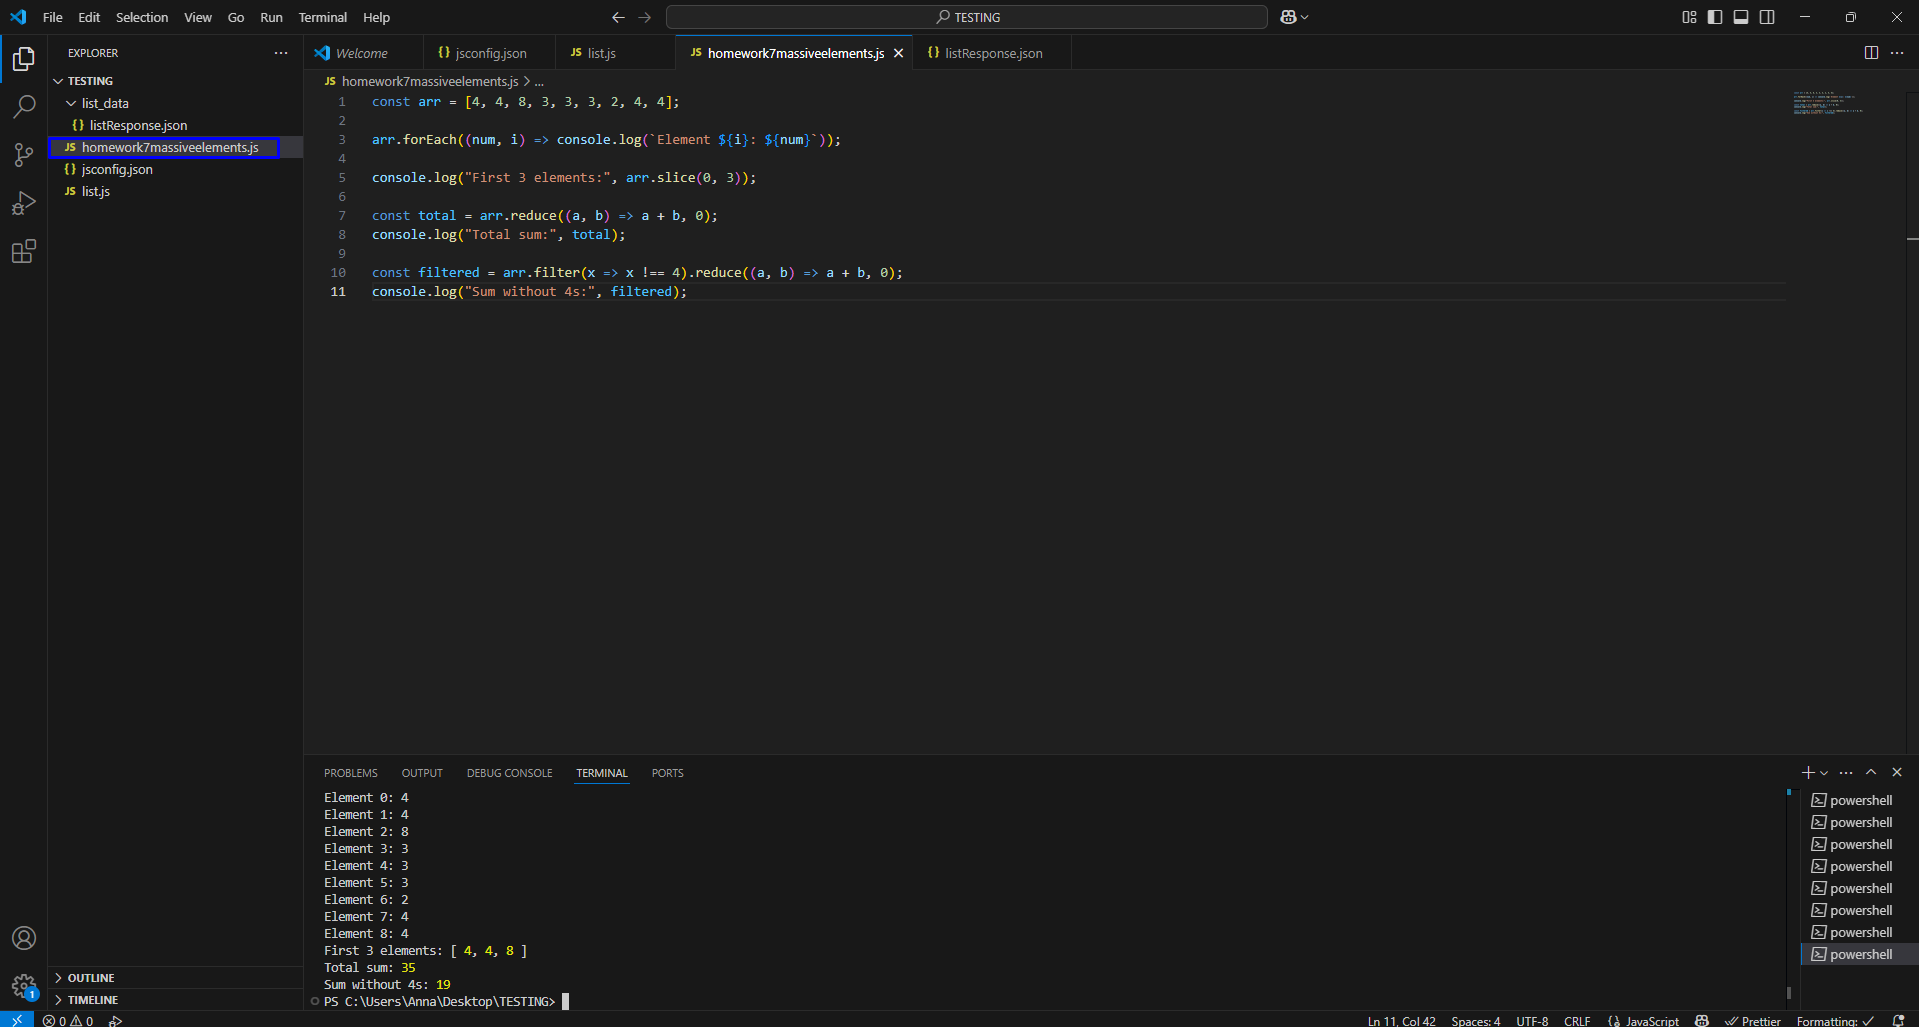 File Edit Selection View Go Run Terminal Help
TESTING
EXPLORER
TESTING
list_data
{} listResponse.json
JS homework7massiveelements.js
{} jsconfig.json
JS list.js
OUTLINE
TIMELINE
Welcome
{} jsconfig.json
JS list.js
JS homework7massiveelements.js
{} listResponse.json
JS homework7massiveelements.js > ...
1 const arr = [4, 4, 8, 3, 3, 3, 2, 4, 4];
2
3 arr.forEach((num, i) => console.log(`Element ${i}: ${num}`));
4
5 console.log("First 3 elements:", arr.slice(0, 3));
6
7 const total = arr.reduce((a, b) => a + b, 0);
8 console.log("Total sum:", total);
9
10 const filtered = arr.filter(x => x !== 4).reduce((a, b) => a + b, 0);
11 console.log("Sum without 4s:", filtered);
PROBLEMS OUTPUT DEBUG CONSOLE TERMINAL PORTS
Element 0: 4
Element 1: 4
Element 2: 8
Element 3: 3
Element 4: 3
Element 5: 3
Element 6: 2
Element 7: 4
Element 8: 4
First 3 elements: [ 4, 4, 8 ]
Total sum: 35
Sum without 4s: 19
PS C:\Users\Anna\Desktop\TESTING>
powershell
powershell
powershell
powershell
powershell
powershell
powershell
powershell
1
0 0
Ln 11, Col 42 Spaces: 4 UTF-8 CRLF {} JavaScript Prettier Formatting: